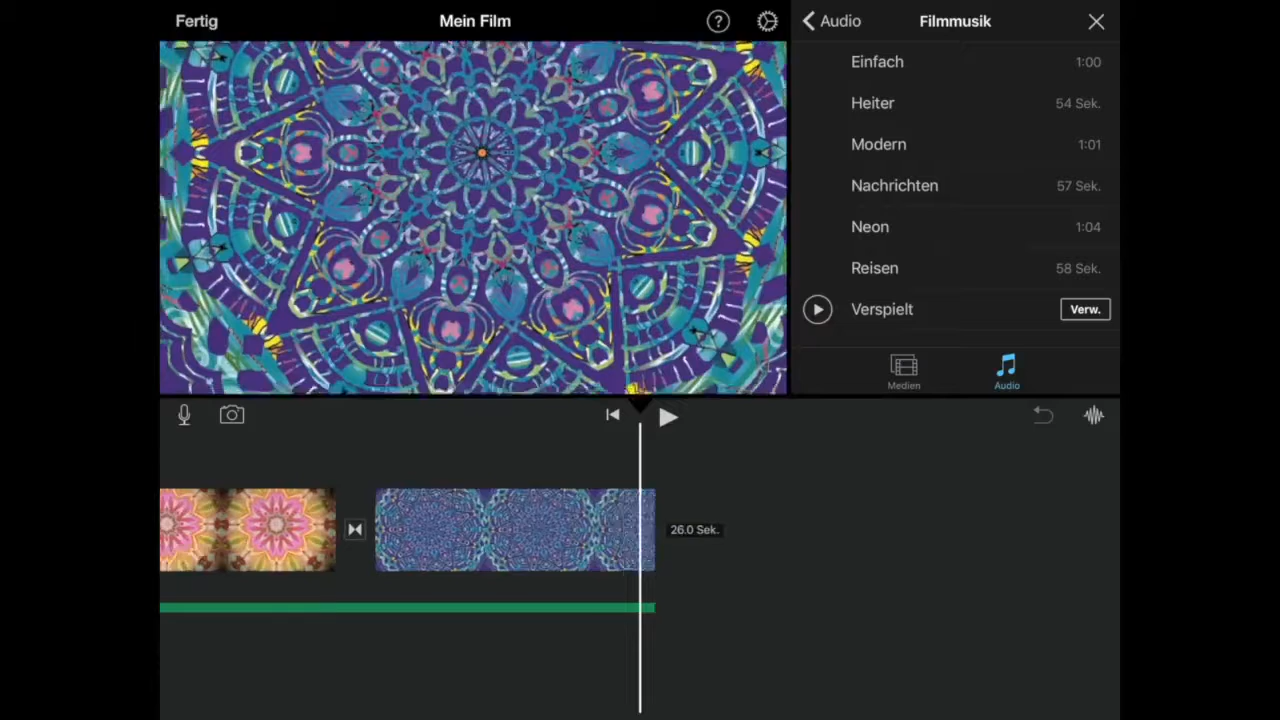 Fertig
Mein Film
?
Audio
Filmmusik
Einfach 1:00
Heiter 54 Sek.
Modern 1:01
Nachrichten 57 Sek.
Neon 1:04
Reisen 58 Sek.
Verspielt Verw.
Medien
Audio
26.0 Sek.